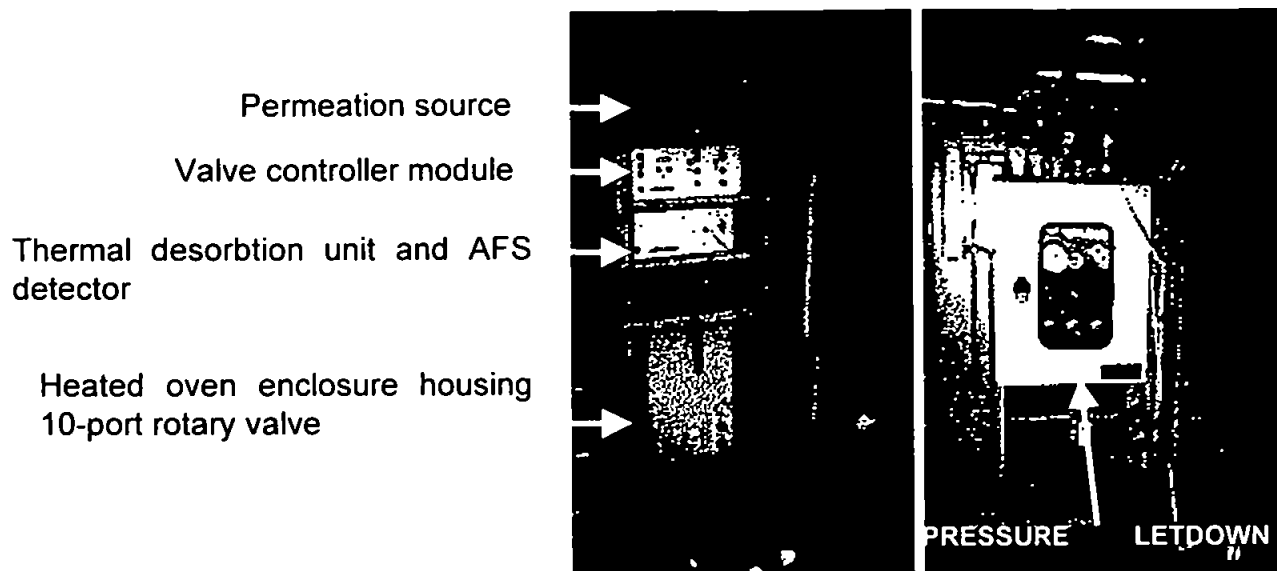 Permeation source
Valve controller module
Thermal desorbtion unit and AFS
detector
Heated oven enclosure housing
10-port rotary valve
PRESSURE LETDOWN